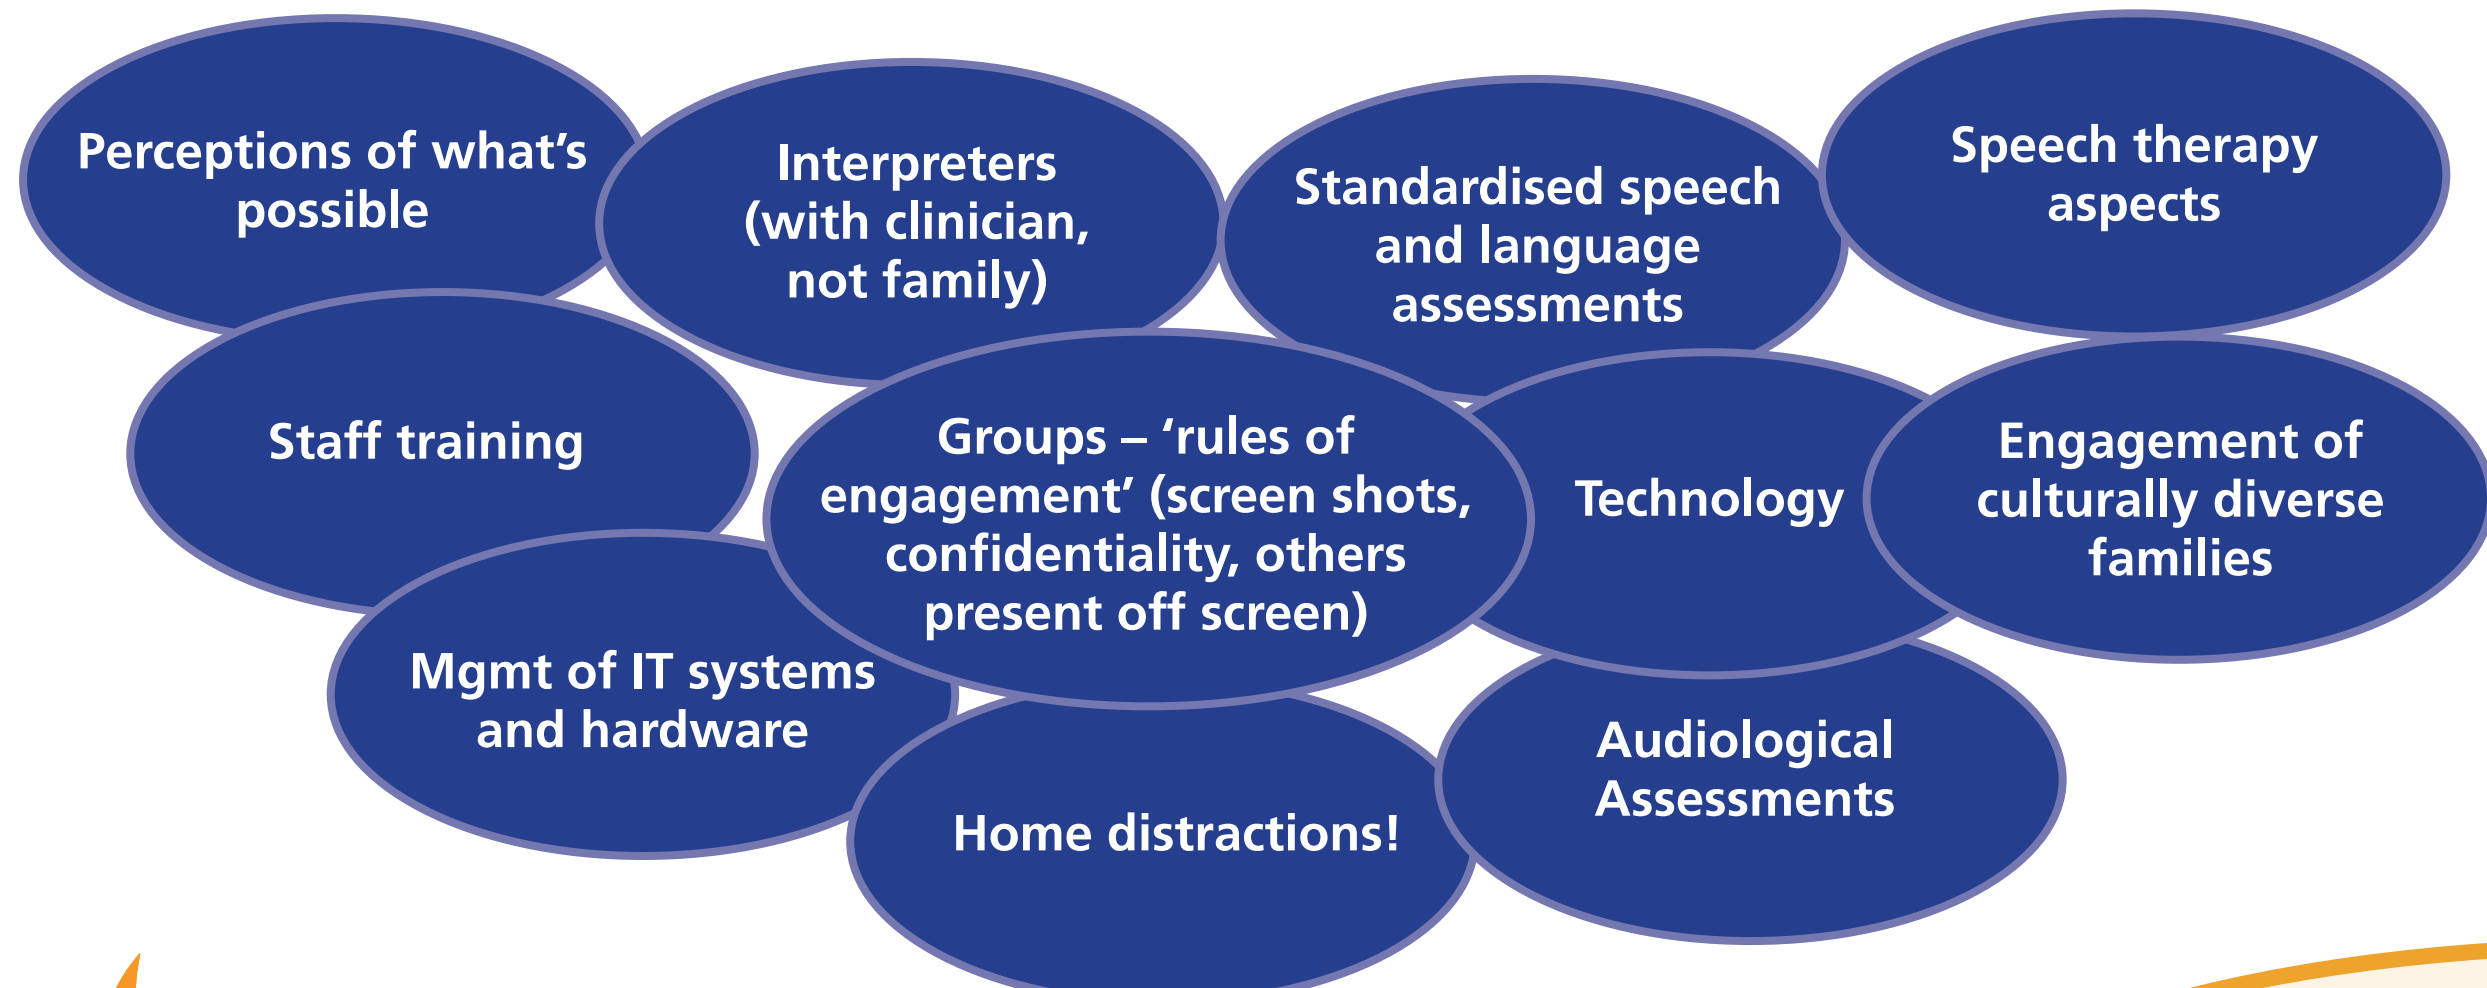 Perceptions of what’s
possible
Interpreters
(with clinician,
not family)
Standardised speech
and language
assessments
Speech therapy
aspects
Staff training
Groups – ‘rules of
engagement’ (screen shots,
confidentiality, others
present off screen)
Technology
Engagement of
culturally diverse
families
Mgmt of IT systems
and hardware
Home distractions!
Audiological
Assessments